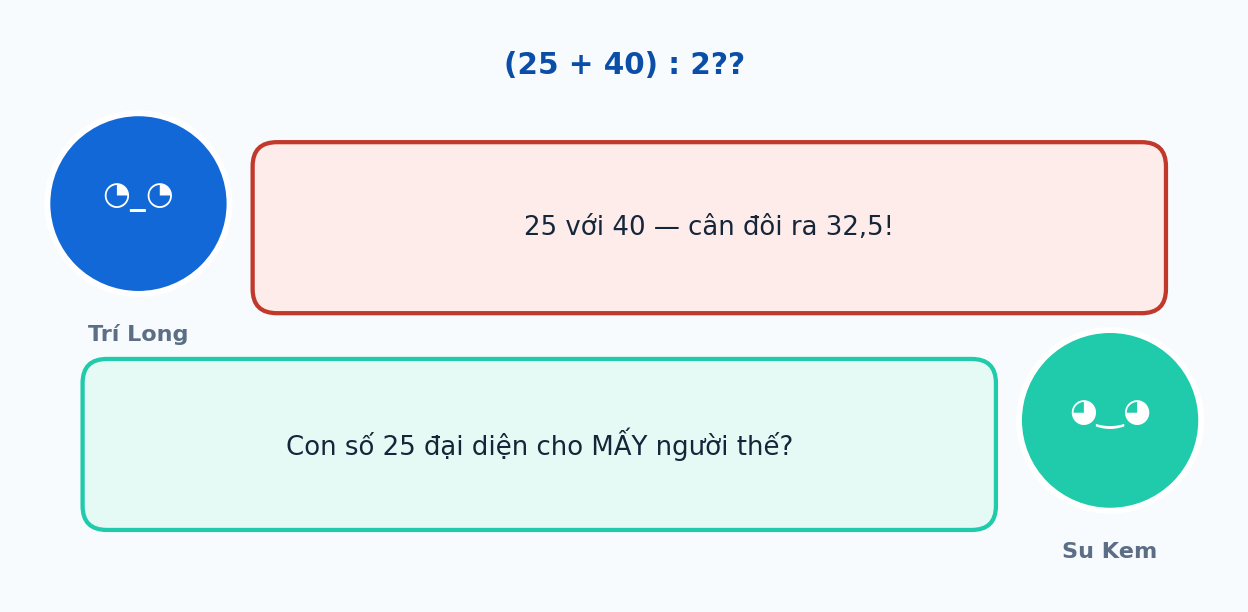 (25 + 40) : 2??
25 với 40 — cân đôi ra 32,5!
Trí Long
Con số 25 đại diện cho MẤY người thế?
Su Kem